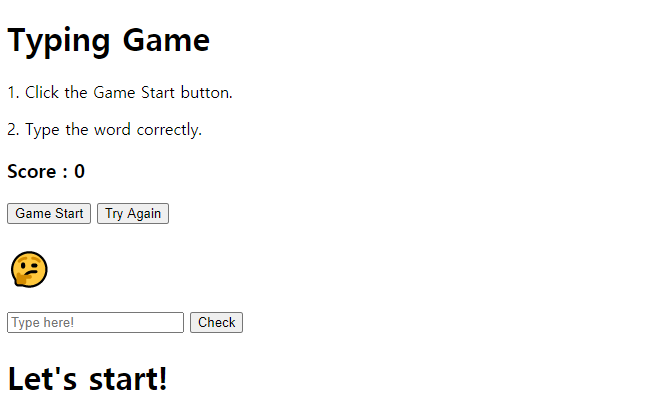 Typing Game
1. Click the Game Start button.
2. Type the word correctly.
Score : 0
Game Start Try Again
🤔
Type here! Check
Let's start!